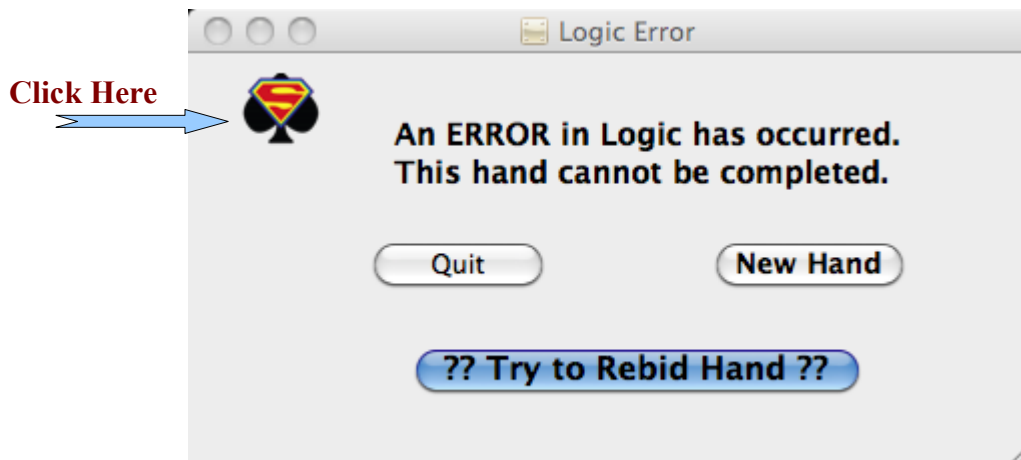 Logic Error
Click Here
S
An ERROR in Logic has occurred.
This hand cannot be completed.
Quit
New Hand
?? Try to Rebid Hand ??